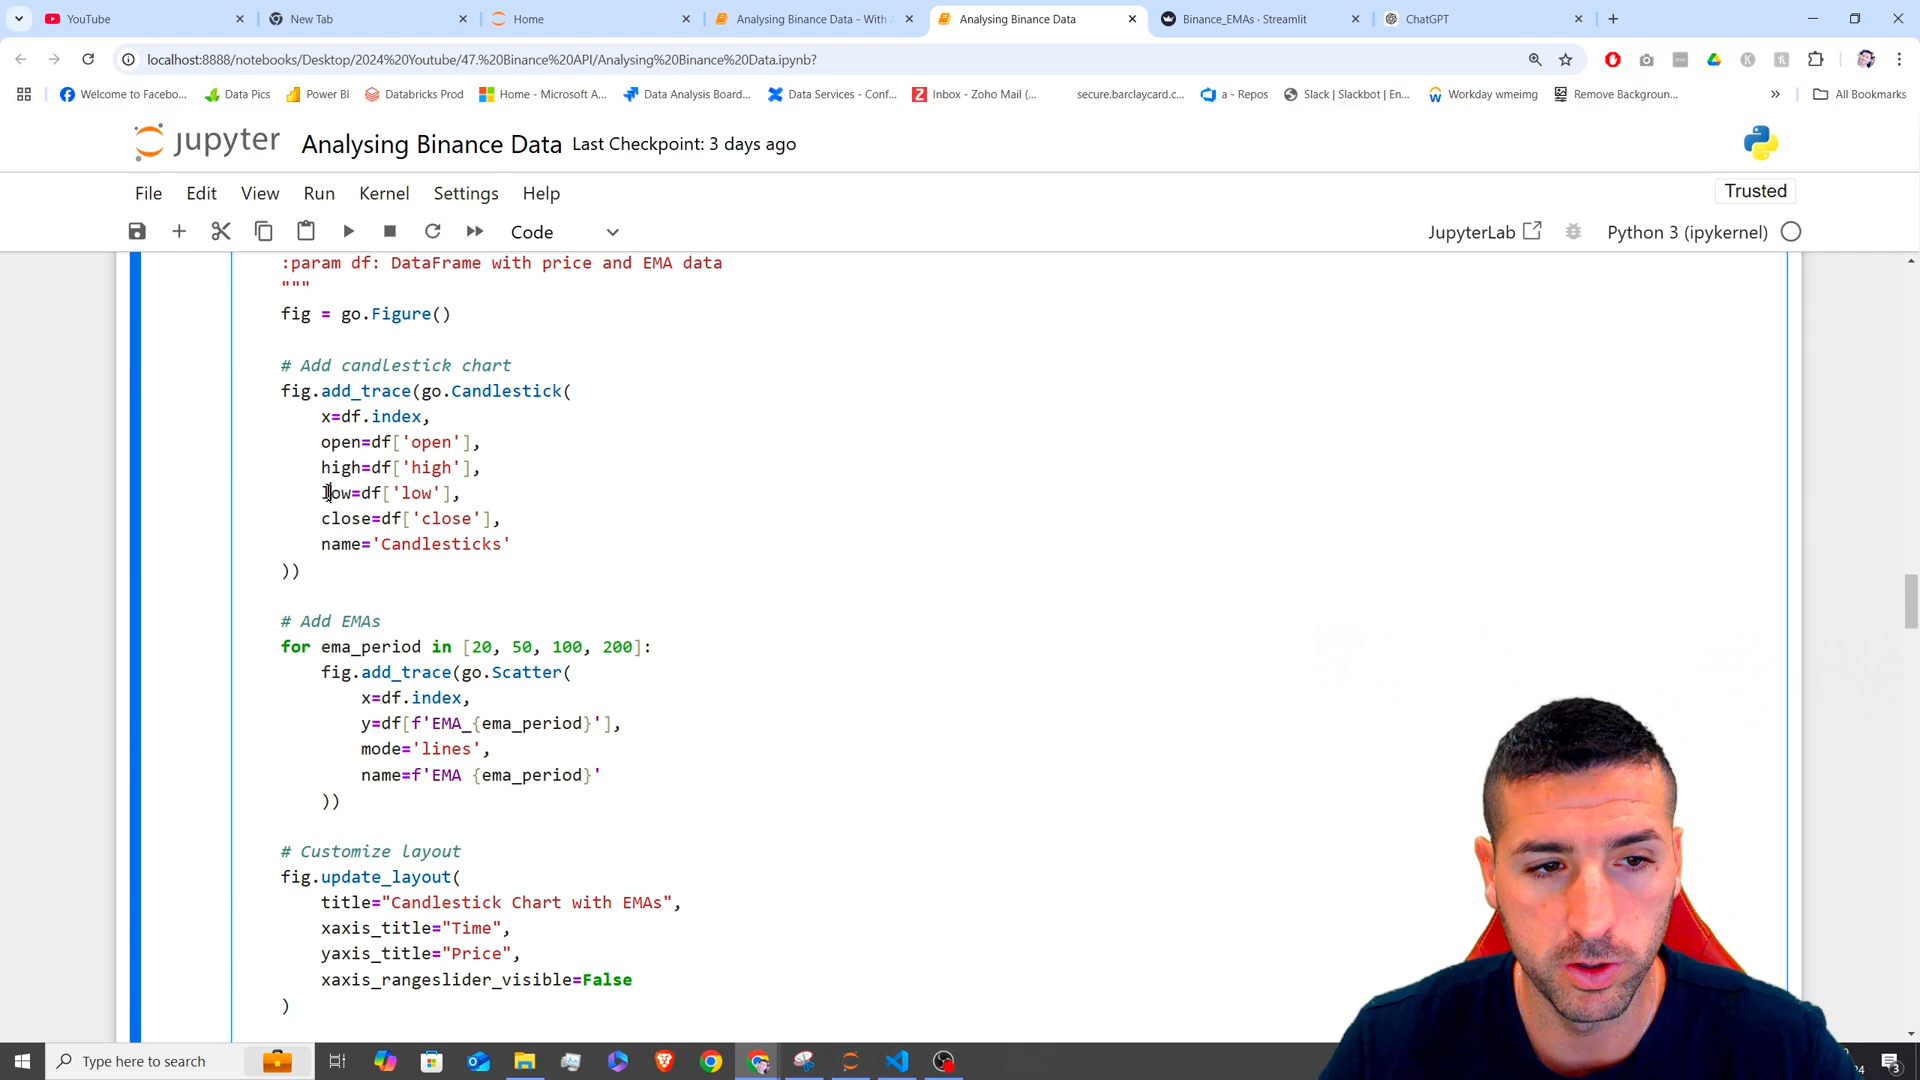 YouTube
New Tab
Home
Analysing Binance Data - With
Analysing Binance Data
Binance_EMAs · Streamlit
ChatGPT
localhost:8888/notebooks/Desktop/2024%20Youtube/47.%20Binance%20API/Analysing%20Binance%20Data.ipynb?
Welcome to Facebo...
Data Pics
Power BI
Databricks Prod
Home - Microsoft A...
Data Analysis Board...
Data Services - Conf...
Inbox - Zoho Mail (...
secure.barclaycard.c...
a - Repos
Slack | Slackbot | En...
Workday wmeimg
Remove Backgroun...
All Bookmarks
jupyter Analysing Binance Data Last Checkpoint: 3 days ago
File Edit View Run Kernel Settings Help
Trusted
Code
JupyterLab
Python 3 (ipykernel)
:param df: DataFrame with price and EMA data
"""
fig = go.Figure()
# Add candlestick chart
fig.add_trace(go.Candlestick(
x=df.index,
open=df['open'],
high=df['high'],
low=df['low'],
close=df['close'],
name='Candlesticks'
))
# Add EMAs
for ema_period in [20, 50, 100, 200]:
fig.add_trace(go.Scatter(
x=df.index,
y=df[f'EMA_{ema_period}'],
mode='lines',
name=f'EMA {ema_period}'
))
# Customize layout
fig.update_layout(
title="Candlestick Chart with EMAs",
xaxis_title="Time",
yaxis_title="Price",
xaxis_rangeslider_visible=False
)
Type here to search
3